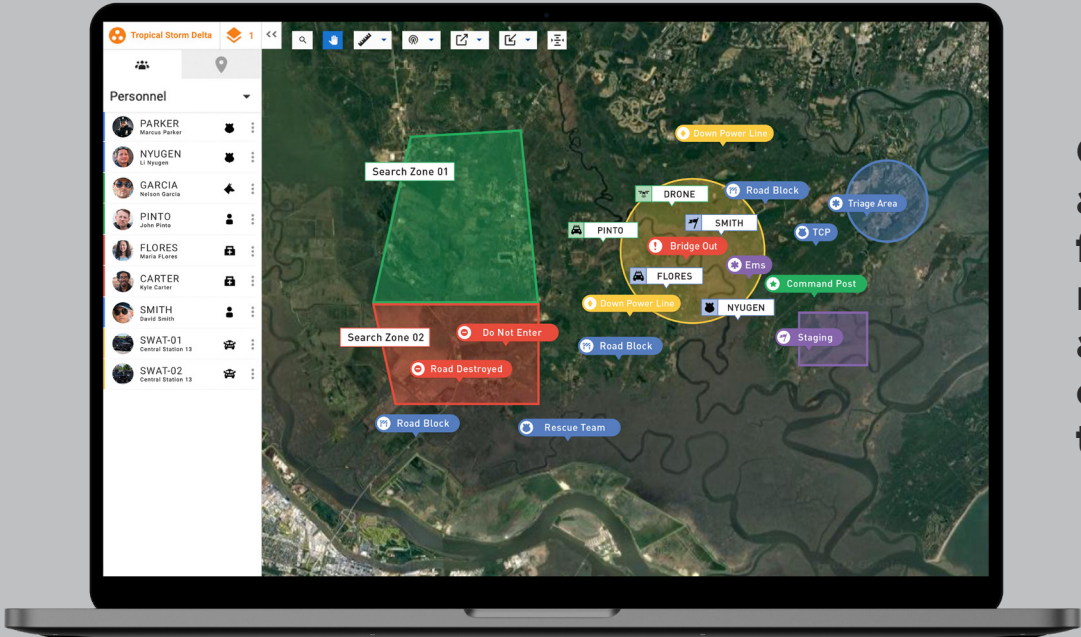 Tropical Storm Delta
1
<<
Personnel
PARKER
Marcus Parker
NYUGEN
Li Nyugen
GARCIA
Nelson Garcia
PINTO
John Pinto
FLORES
Maria FLores
CARTER
Kyle Carter
SMITH
David Smith
SWAT-01
Central Station 13
SWAT-02
Central Station 13
Down Power Line
Search Zone 01
DRONE
Road Block
Triage Area
SMITH
PINTO
TCP
Bridge Out
Ems
FLORES
Command Post
Down Power Line
NYUGEN
Search Zone 02
Do Not Enter
Staging
Road Block
Road Destroyed
Road Block
Rescue Team